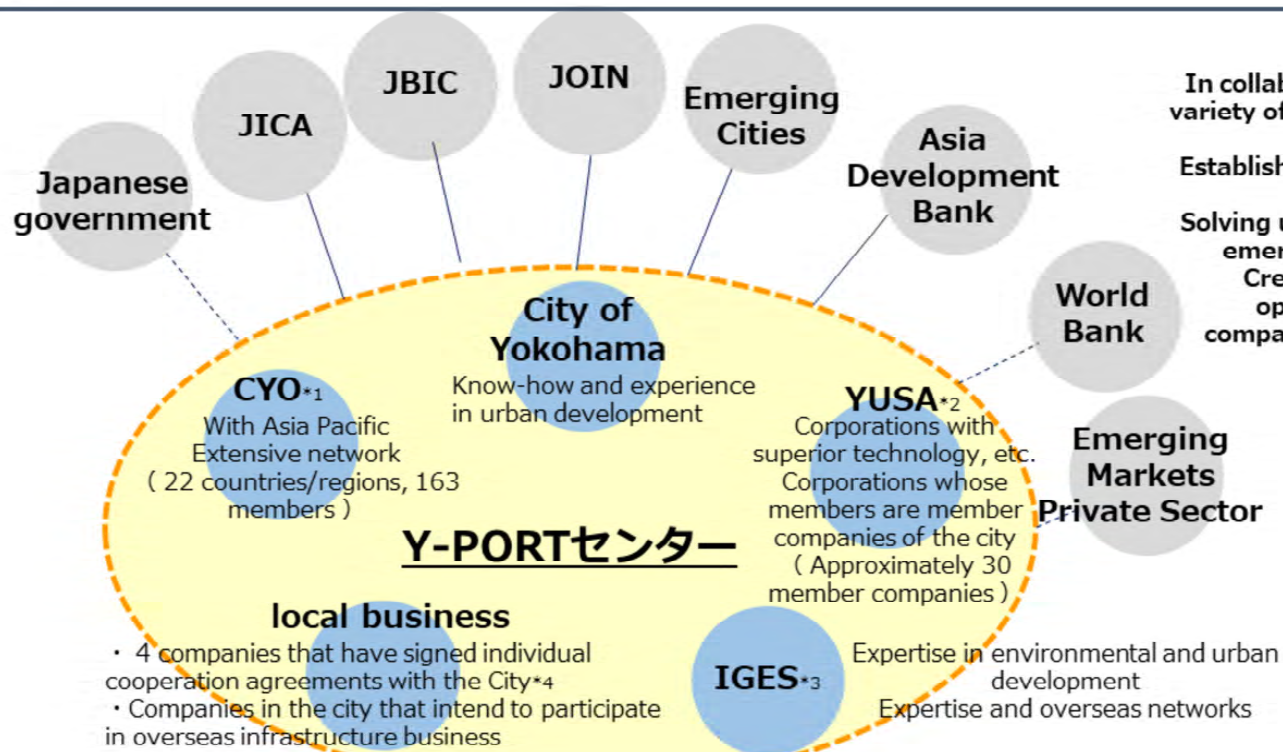 JBIC
JOIN
JICA
Emerging
Cities
Asia
Development
Bank
Japanese
government
World
Bank
Emerging
Markets
Private Sector
In collab
variety of
Establish
Solving u
emer
Cre
op
compa
City of
Yokohama
Know-how and experience
in urban development
CYO*1
With Asia Pacific
Extensive network
( 22 countries/regions, 163
members )
YUSA*2
Corporations with
superior technology, etc.
Corporations whose
members are member
companies of the city
( Approximately 30
member companies )
Y-PORTセンター
local business
・ 4 companies that have signed individual
cooperation agreements with the City*4
・Companies in the city that intend to participate
in overseas infrastructure business
IGES*3
Expertise in environmental and urban
development
Expertise and overseas networks